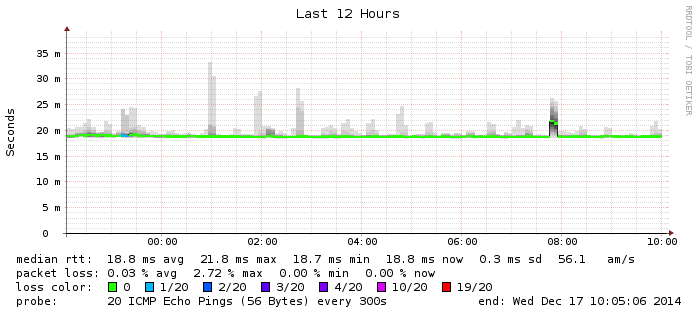 Last 12 Hours
RRDTOOL / TOBI OETIKER
Seconds
35 m
30 m
25 m
20 m
15 m
10 m
5 m
0
00:00 02:00 04:00 06:00 08:00 10:00
median rtt: 18.8 ms avg 21.8 ms max 18.7 ms min 18.8 ms now 0.3 ms sd 56.1 am/s
packet loss: 0.03 % avg 2.72 % max 0.00 % min 0.00 % now
loss color: 0 1/20 2/20 3/20 4/20 10/20 19/20
probe: 20 ICMP Echo Pings (56 Bytes) every 300s end: Wed Dec 17 10:05:06 2014